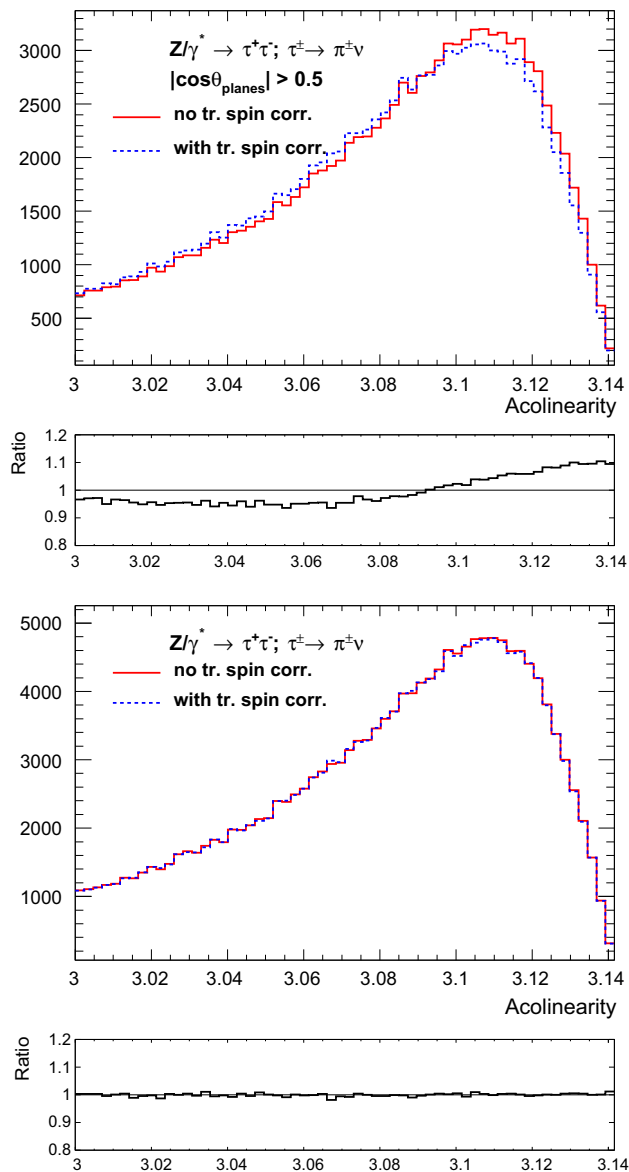 Z/γ* → τ⁺τ⁻; τ± → π±ν
|cosθplanes| > 0.5
no tr. spin corr.
with tr. spin corr.
3000
2500
2000
1500
1000
500
3 3.02 3.04 3.06 3.08 3.1 3.12 3.14
Acolinearity
Ratio
1.2
1.1
1
0.9
0.8
3 3.02 3.04 3.06 3.08 3.1 3.12 3.14
Z/γ* → τ⁺τ⁻; τ± → π±ν
no tr. spin corr.
with tr. spin corr.
5000
4000
3000
2000
1000
3 3.02 3.04 3.06 3.08 3.1 3.12 3.14
Acolinearity
Ratio
1.2
1.1
1
0.9
0.8
3 3.02 3.04 3.06 3.08 3.1 3.12 3.14